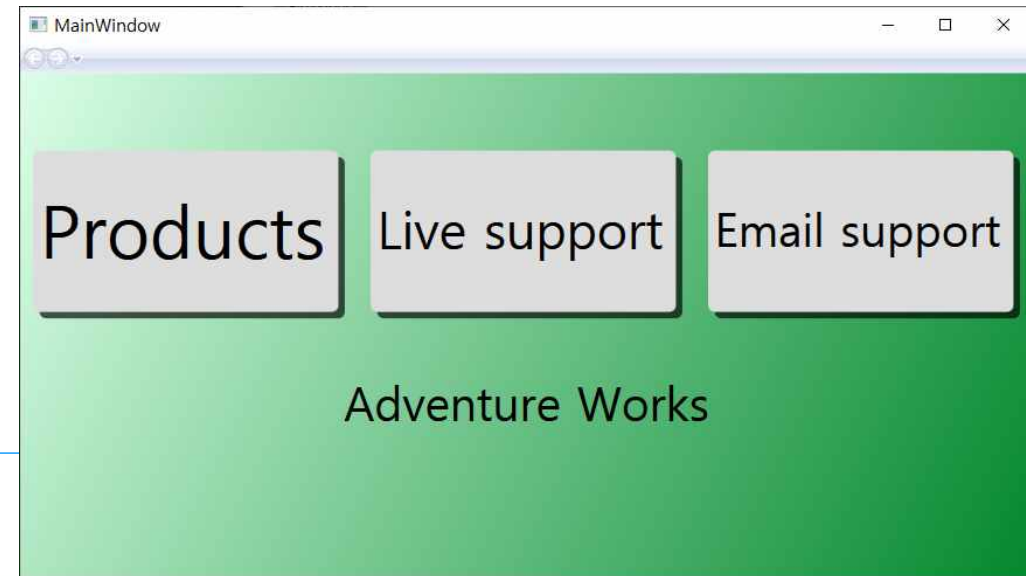 MainWindow
Products
Live support
Email support
Adventure Works